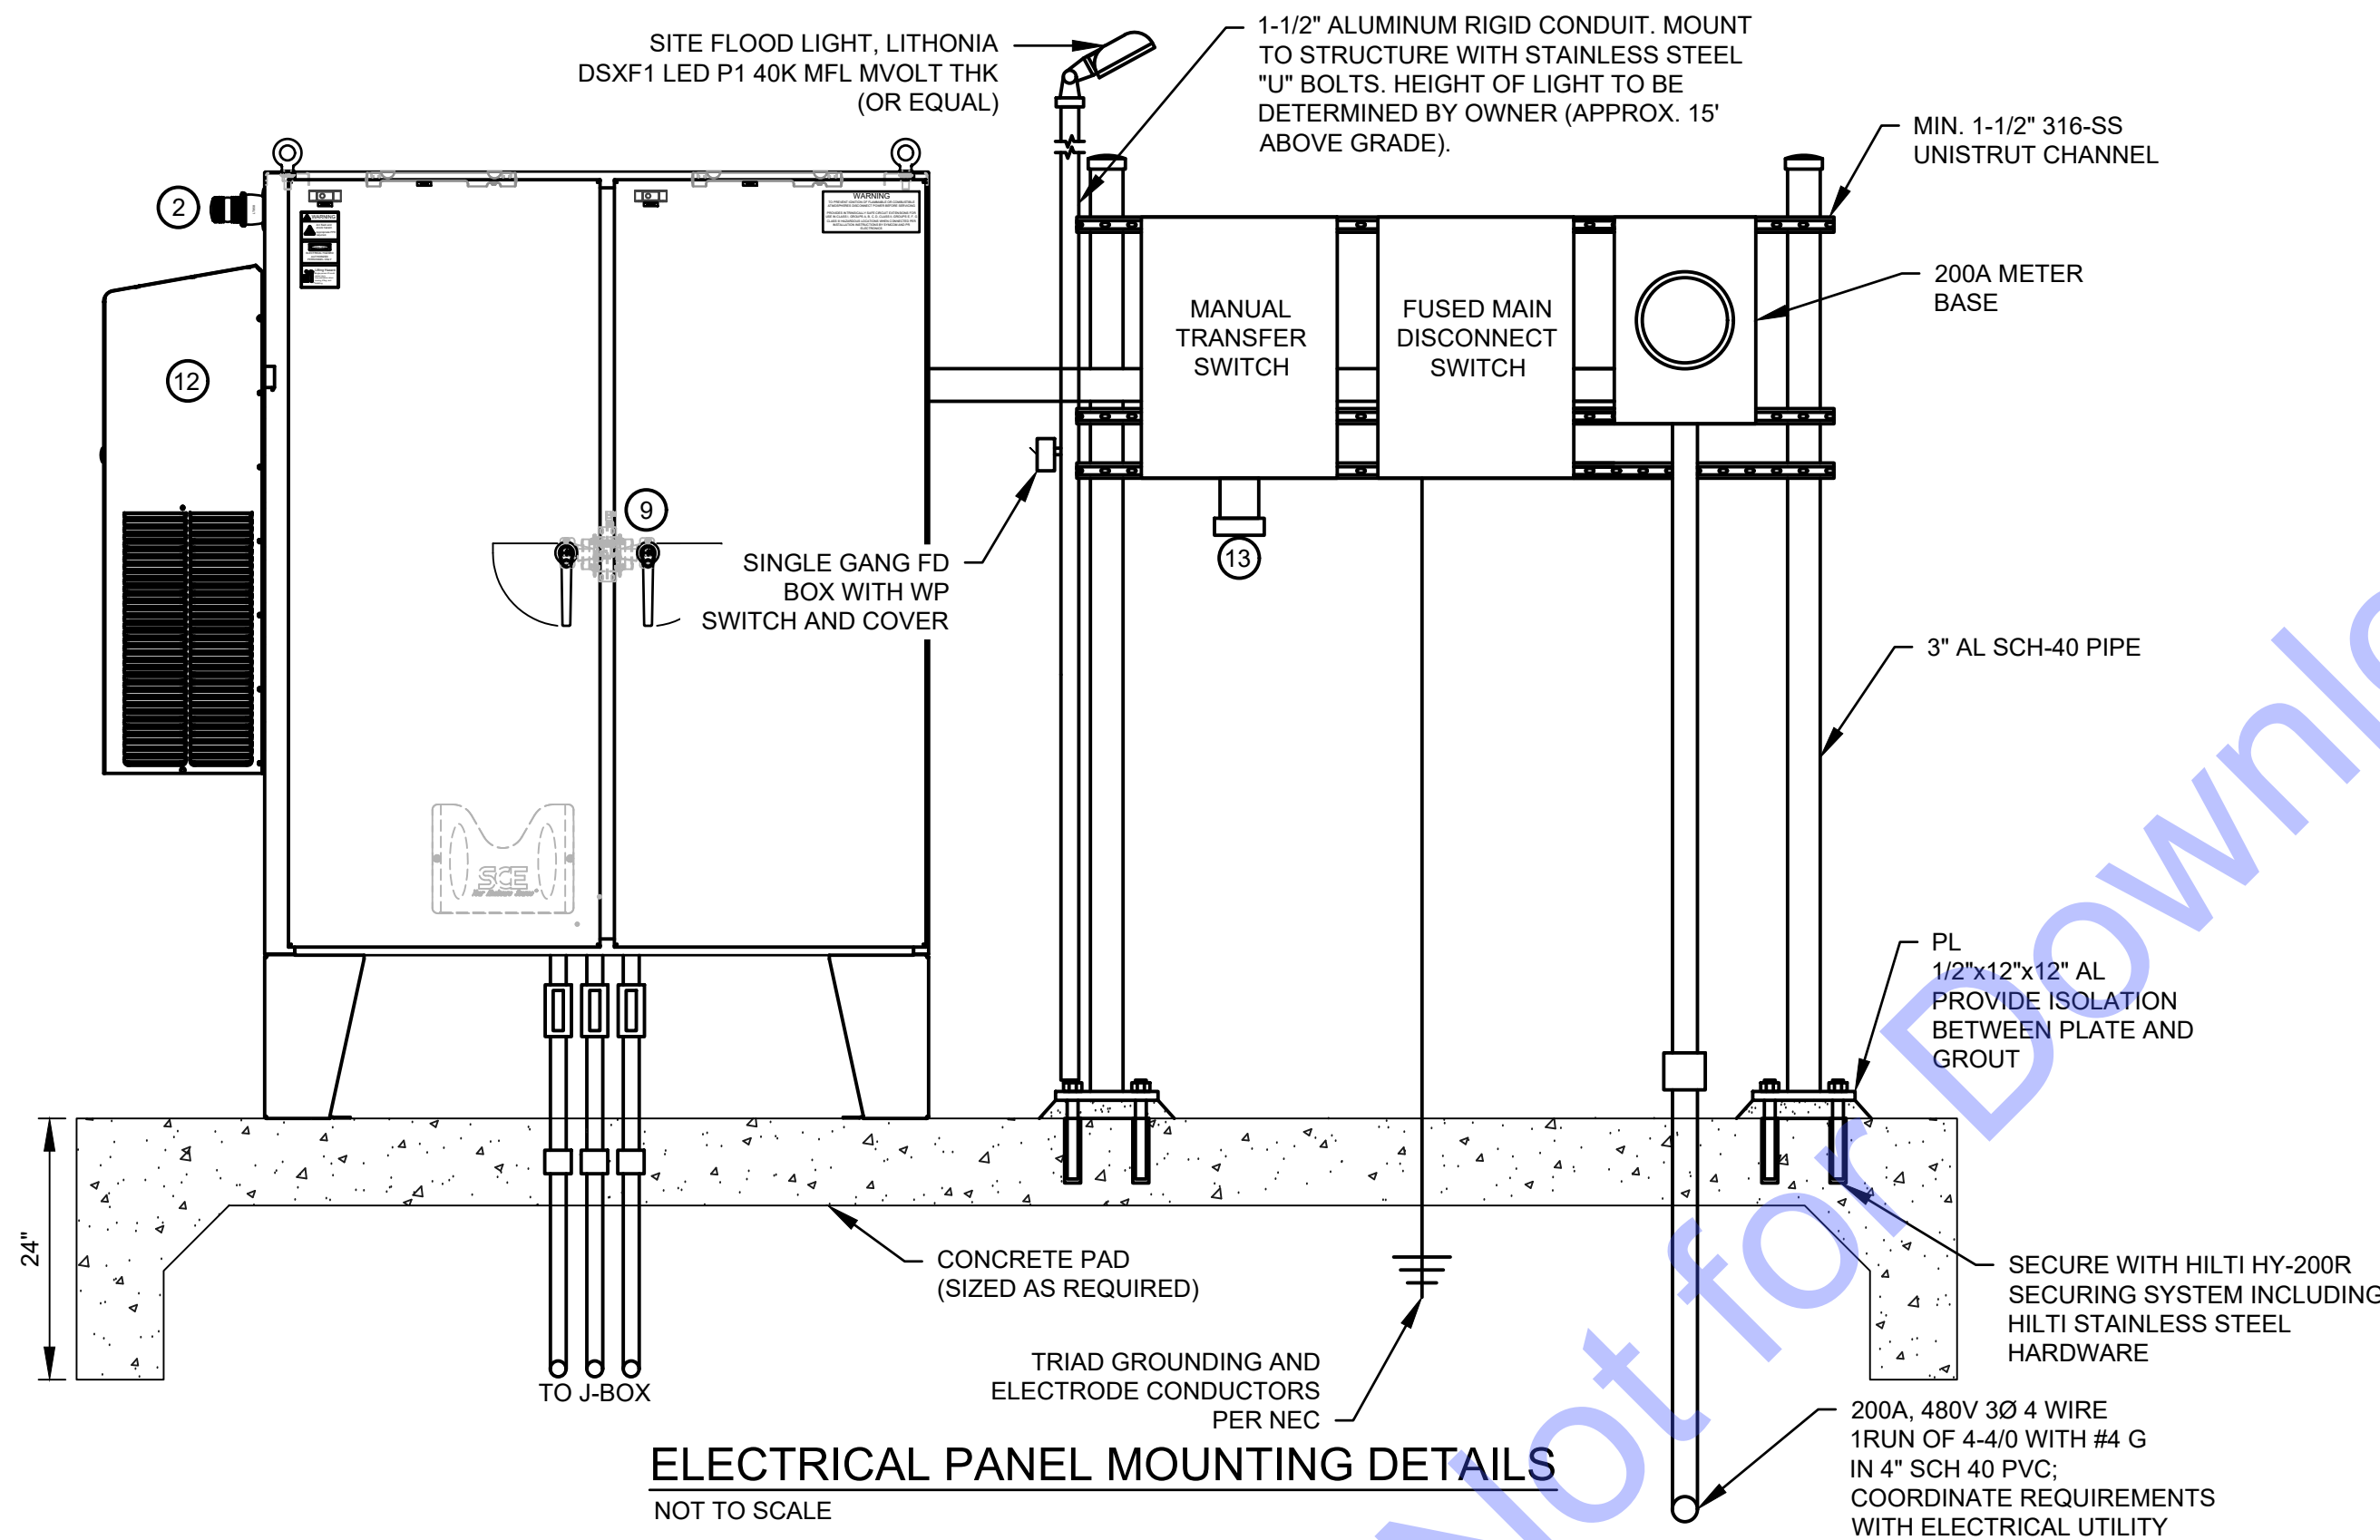 SITE FLOOD LIGHT, LITHONIA
DSXF1 LED P1 40K MFL MVOLT THK
(OR EQUAL)
1-1/2" ALUMINUM RIGID CONDUIT. MOUNT
TO STRUCTURE WITH STAINLESS STEEL
"U" BOLTS. HEIGHT OF LIGHT TO BE
DETERMINED BY OWNER (APPROX. 15'
ABOVE GRADE).
MIN. 1-1/2" 316-SS
UNISTRUT CHANNEL
2
WARNING
WARNING
200A METER
BASE
MANUAL
TRANSFER
SWITCH
FUSED MAIN
DISCONNECT
SWITCH
12
9
SINGLE GANG FD
BOX WITH WP
SWITCH AND COVER
13
3" AL SCH-40 PIPE
SCE
PL
1/2"x12"x12" AL
PROVIDE ISOLATION
BETWEEN PLATE AND
GROUT
24"
CONCRETE PAD
(SIZED AS REQUIRED)
SECURE WITH HILTI HY-200R
SECURING SYSTEM INCLUDING
HILTI STAINLESS STEEL
HARDWARE
TRIAD GROUNDING AND
ELECTRODE CONDUCTORS
PER NEC
TO J-BOX
200A, 480V 3Ø 4 WIRE
1RUN OF 4-4/0 WITH #4 G
IN 4" SCH 40 PVC;
COORDINATE REQUIREMENTS
WITH ELECTRICAL UTILITY
ELECTRICAL PANEL MOUNTING DETAILS
NOT TO SCALE
Not for Downlo